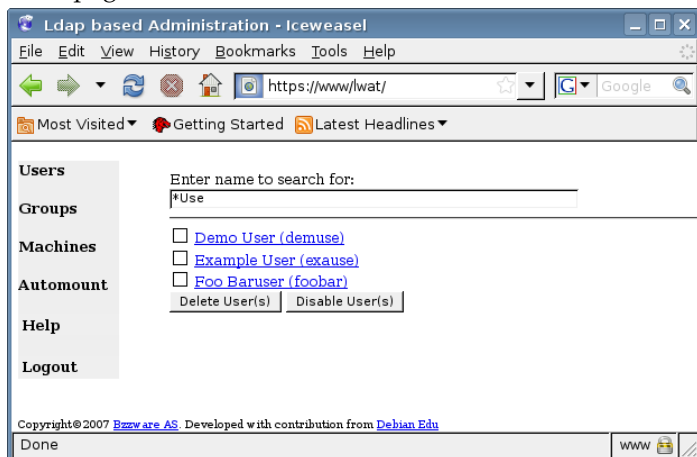 Ldap based Administration - Iceweasel
File Edit View History Bookmarks Tools Help
https://www/lwat/ G Google
Most Visited Getting Started Latest Headlines
Users
Groups
Machines
Automount
Help
Logout
Enter name to search for:
*Use
Demo User (demuse)
Example User (exause)
Foo Baruser (foobar)
Delete User(s) Disable User(s)
Copyright©2007 Bzzware AS. Developed with contribution from Debian Edu
Done www